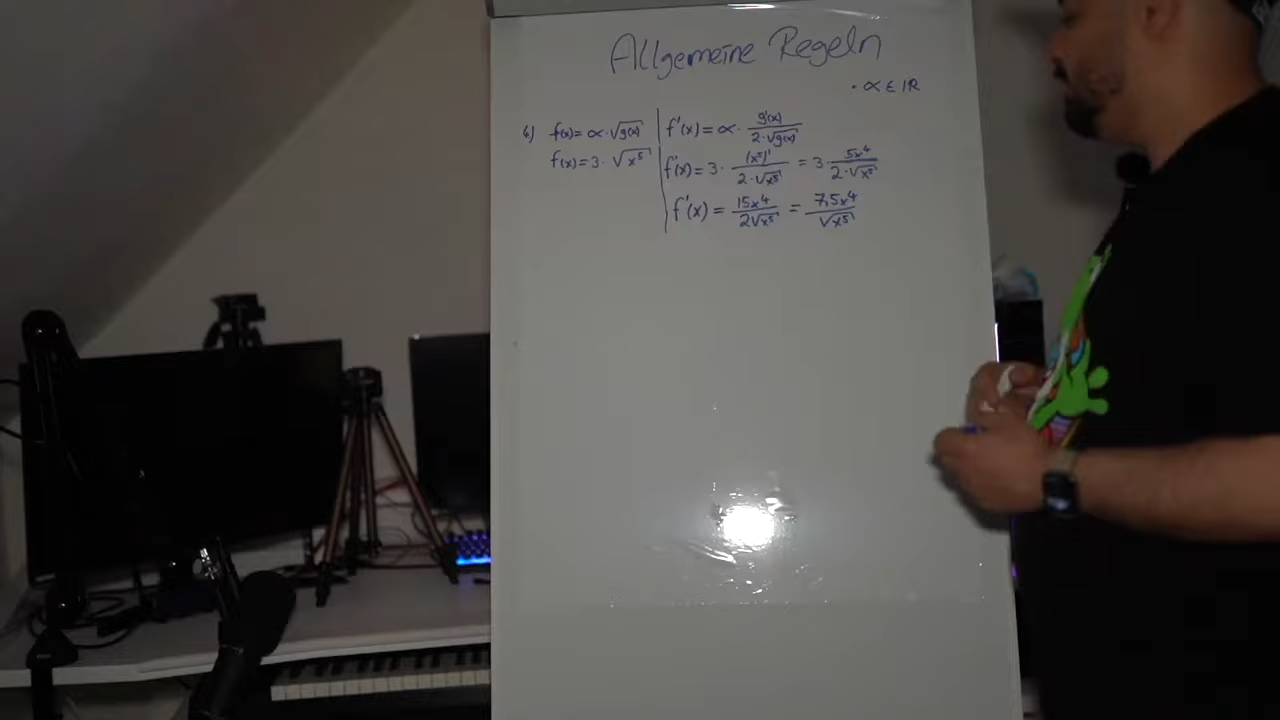 Allgemeine Regeln
· α ∈ ℝ
6) f(x) = α · √g(x) | f'(x) = α · g'(x) / 2·√g(x)
f(x) = 3 · √x⁵ | f'(x) = 3 · (x⁵)' / 2·√x⁵ = 3 · 5x⁴ / 2·√x⁵
f'(x) = 15x⁴ / 2√x⁵ = 7,5x⁴ / √x⁵